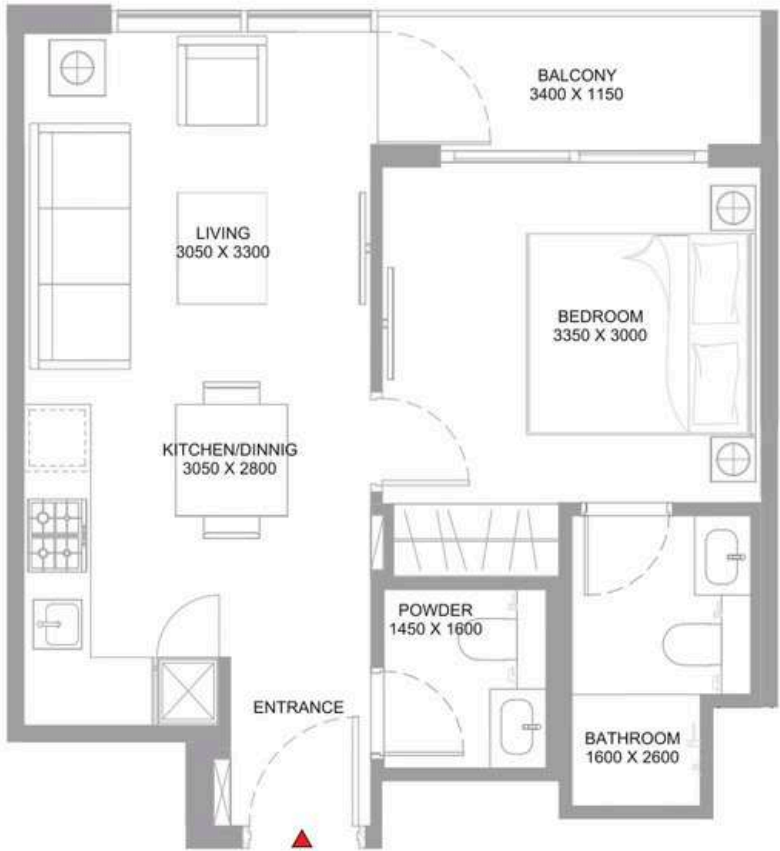 BALCONY
3400 X 1150
LIVING
3050 X 3300
BEDROOM
3350 X 3000
KITCHEN/DINNIG
3050 X 2800
POWDER
1450 X 1600
ENTRANCE
BATHROOM
1600 X 2600